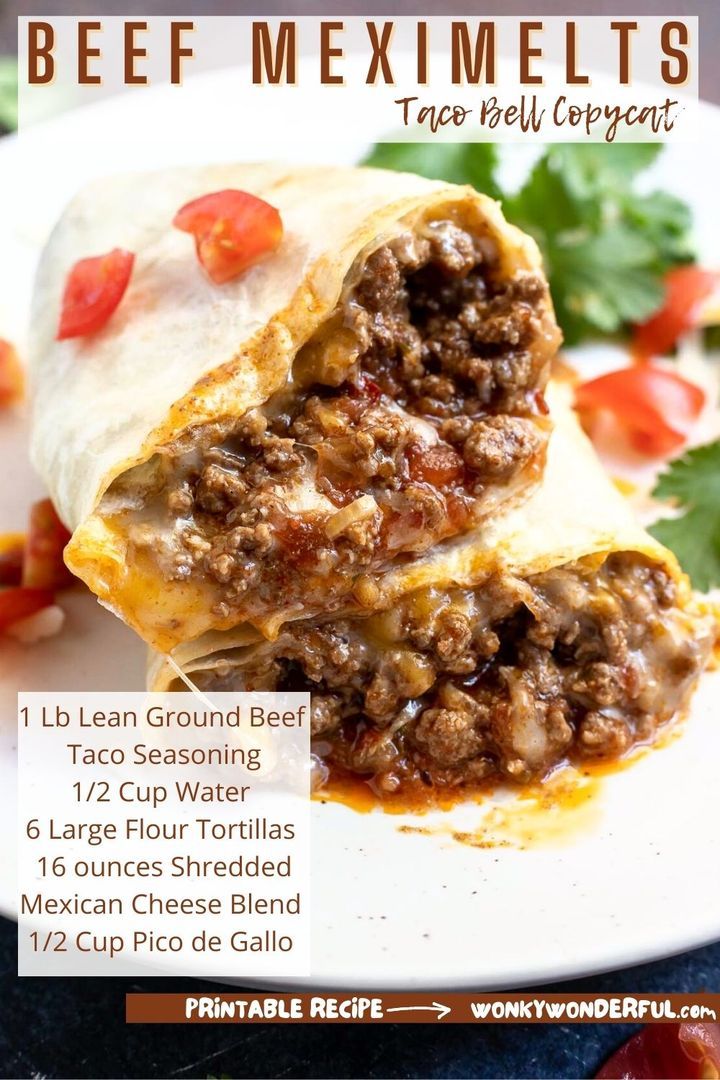 BEEF MEXIMELTS
Taco Bell Copycat
1 Lb Lean Ground Beef
Taco Seasoning
1/2 Cup Water
6 Large Flour Tortillas
16 ounces Shredded
Mexican Cheese Blend
1/2 Cup Pico de Gallo
PRINTABLE RECIPE → WONKYWONDERFUL.com